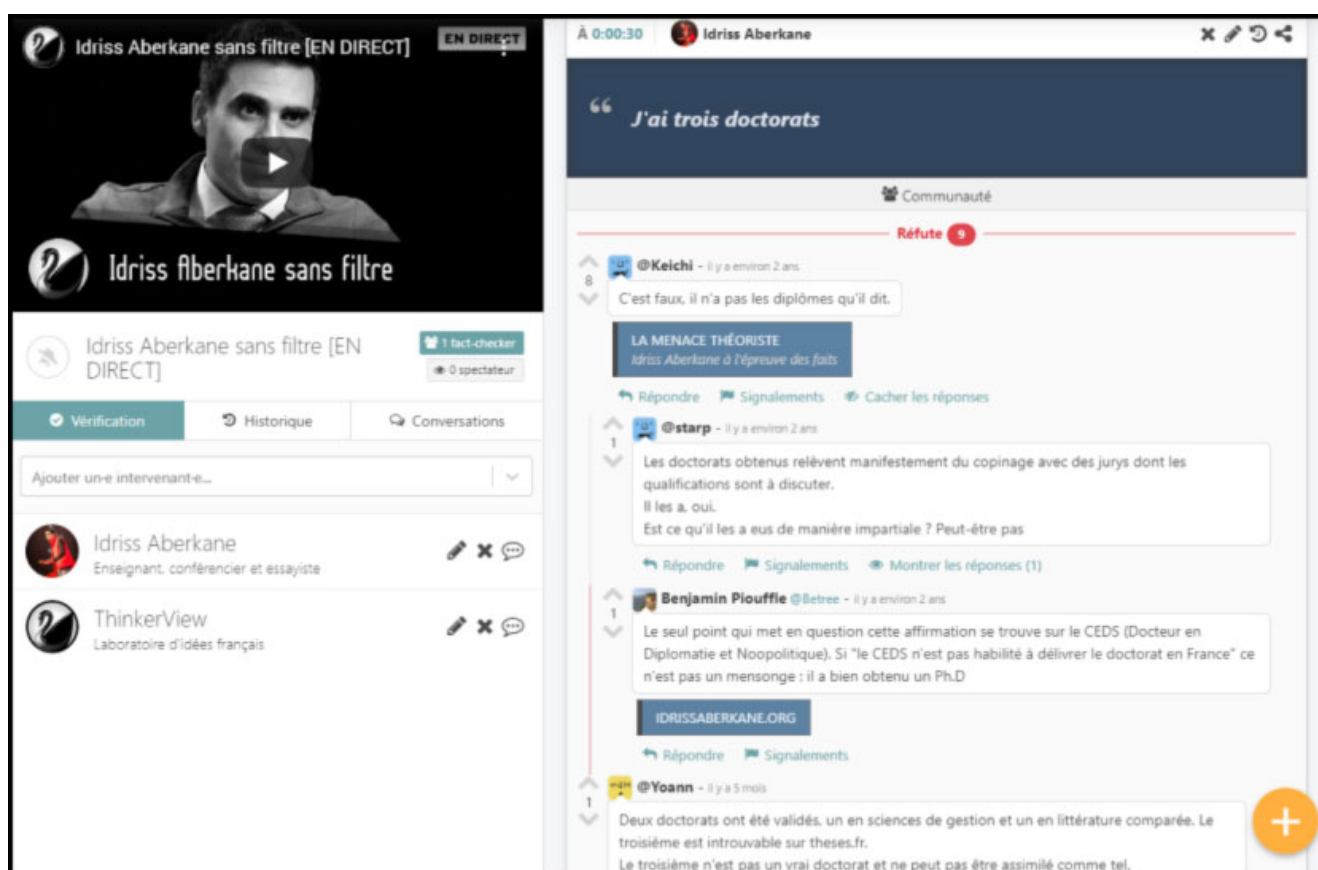 Idriss Aberkane sans filtre [EN DIRECT]
EN DIRECT
Idriss Aberkane sans filtre
Idriss Aberkane sans filtre [EN
DIRECT]
1 fact-checker
0 spectateur
Vérification
Historique
Conversations
Ajouter un·e intervenant·e...
Idriss Aberkane
Enseignant, conférencier et essayiste
ThinkerView
Laboratoire d'idées français
À 0:00:30
Idriss Aberkane
“ J'ai trois doctorats
Communauté
Réfute 9
8
@Keichi - il y a environ 2 ans
C'est faux, il n'a pas les diplômes qu'il dit.
LA MENACE THÉORISTE
Idriss Aberkane à l'épreuve des faits
Répondre Signalements Cacher les réponses
1
@starp - il y a environ 2 ans
Les doctorats obtenus relèvent manifestement du copinage avec des jurys dont les
qualifications sont à discuter.
Il les a, oui.
Est ce qu'il les a eus de manière impartiale ? Peut-être pas
Répondre Signalements Montrer les réponses (1)
1
Benjamin Piouffle @Betree - il y a environ 2 ans
Le seul point qui met en question cette affirmation se trouve sur le CEDS (Docteur en
Diplomatie et Noopolitique). Si "le CEDS n'est pas habilité à délivrer le doctorat en France" ce
n'est pas un mensonge : il a bien obtenu un Ph.D
IDRISSABERKANE.ORG
Répondre Signalements
1
@Yoann - il y a 5 mois
Deux doctorats ont été validés, un en sciences de gestion et un en littérature comparée. Le
troisième est introuvable sur theses.fr.
Le troisième n'est pas un vrai doctorat et ne peut pas être assimilé comme tel.